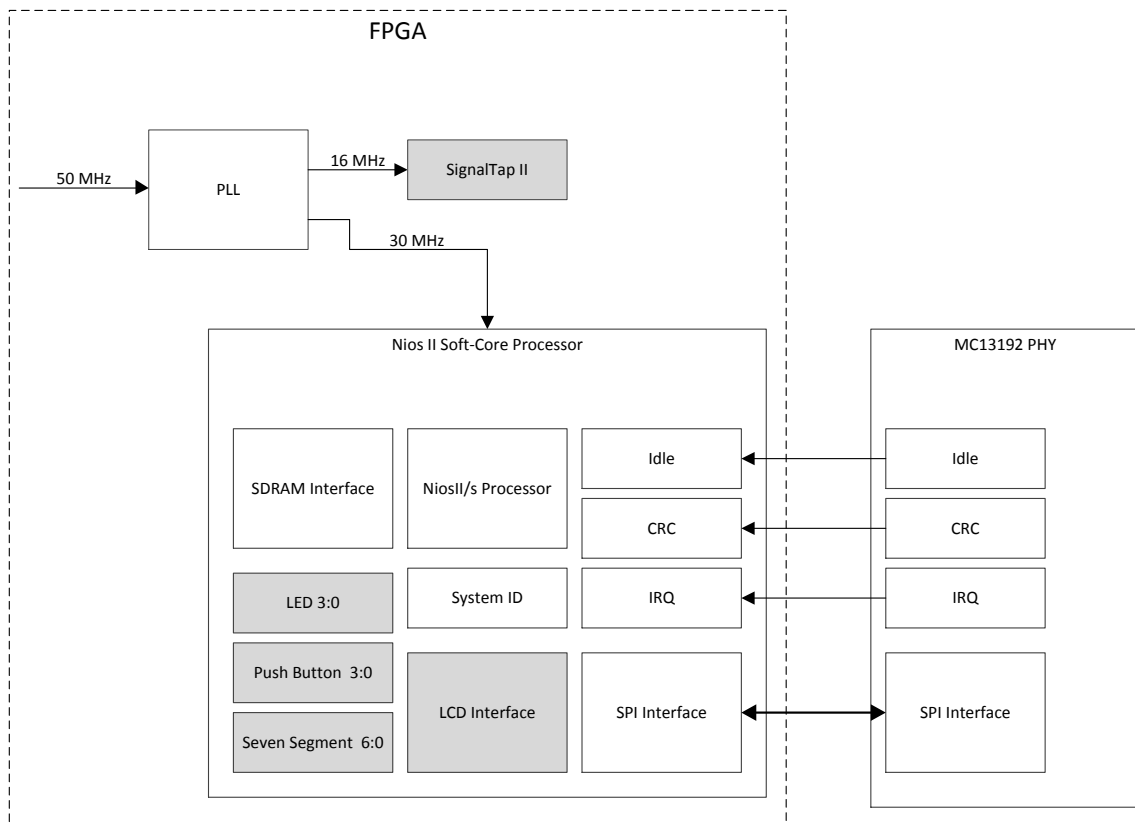 FPGA
50 MHz
PLL
16 MHz
SignalTap II
30 MHz
Nios II Soft-Core Processor
MC13192 PHY
SDRAM Interface
NiosII/s Processor
Idle
Idle
CRC
CRC
LED 3:0
System ID
IRQ
IRQ
Push Button  3:0
LCD Interface
SPI Interface
SPI Interface
Seven Segment  6:0